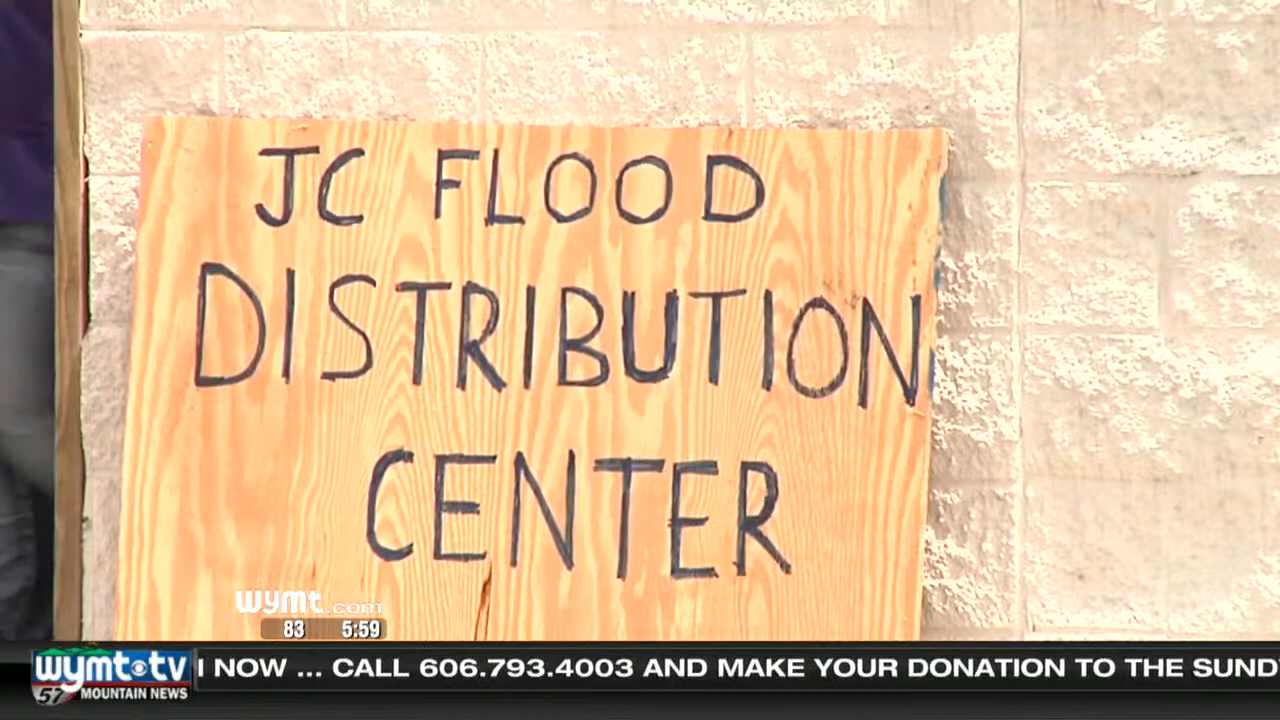 JC FLOOD
DISTRIBUTION
CENTER
wymt.com
83 5:59
wymt tv
57 MOUNTAIN NEWS
NOW ... CALL 606.793.4003 AND MAKE YOUR DONATION TO THE